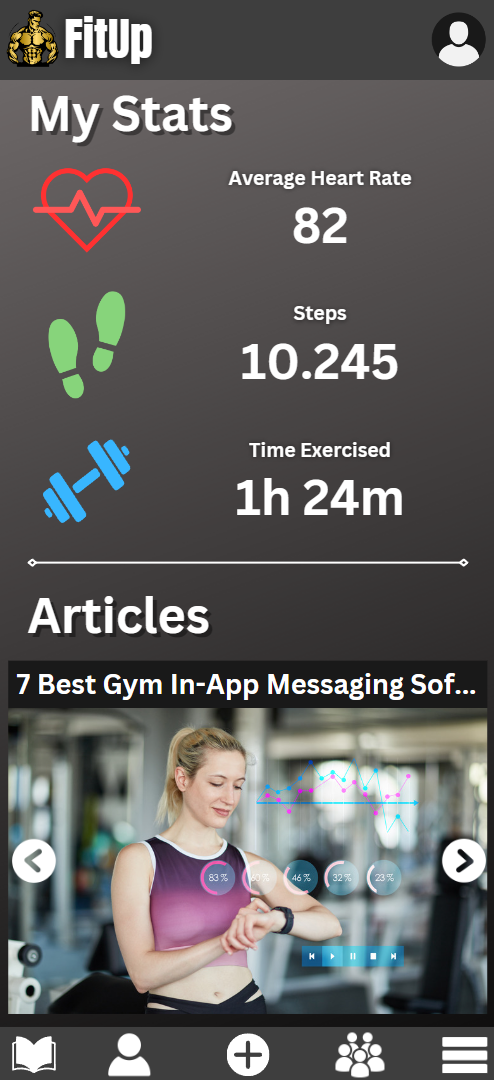 FitUp
My Stats
Average Heart Rate
82
Steps
10.245
Time Exercised
1h 24m
Articles
7 Best Gym In-App Messaging Sof...
83 % 60 % 46 % 32 % 23 %